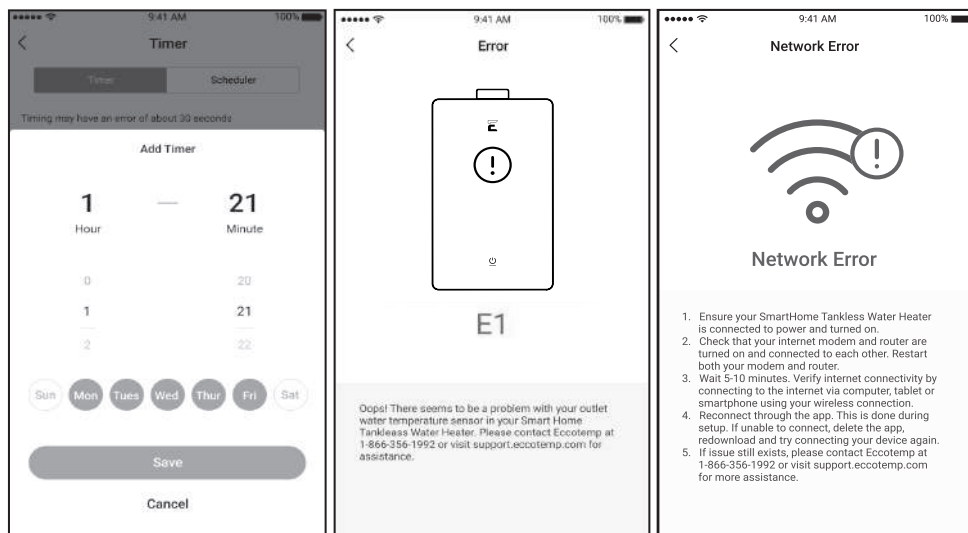 9:41 AM 100%
Timer
Timer Scheduler
Timing may have an error of about 30 seconds
Add Timer
1 — 21
Hour Minute
0 20
1 21
2 22
Sun Mon Tues Wed Thur Fri Sat
Save
Cancel
9:41 AM 100%
Error
E1
Oops! There seems to be a problem with your outlet
water temperature sensor in your Smart Home
Tankleass Water Heater. Please contact Eccotemp at
1-866-356-1992 or visit support.eccotemp.com for
assistance.
9:41 AM 100%
Network Error
Network Error
1. Ensure your SmartHome Tankless Water Heater
is connected to power and turned on.
2. Check that your internet modem and router are
turned on and connected to each other. Restart
both your modem and router.
3. Wait 5-10 minutes. Verify internet connectivity by
connecting to the internet via computer, tablet or
smartphone using your wireless connection.
4. Reconnect through the app. This is done during
setup. If unable to connect, delete the app,
redownload and try connecting your device again.
5. If issue still exists, please contact Eccotemp at
1-866-356-1992 or visit support.eccotemp.com
for more assistance.